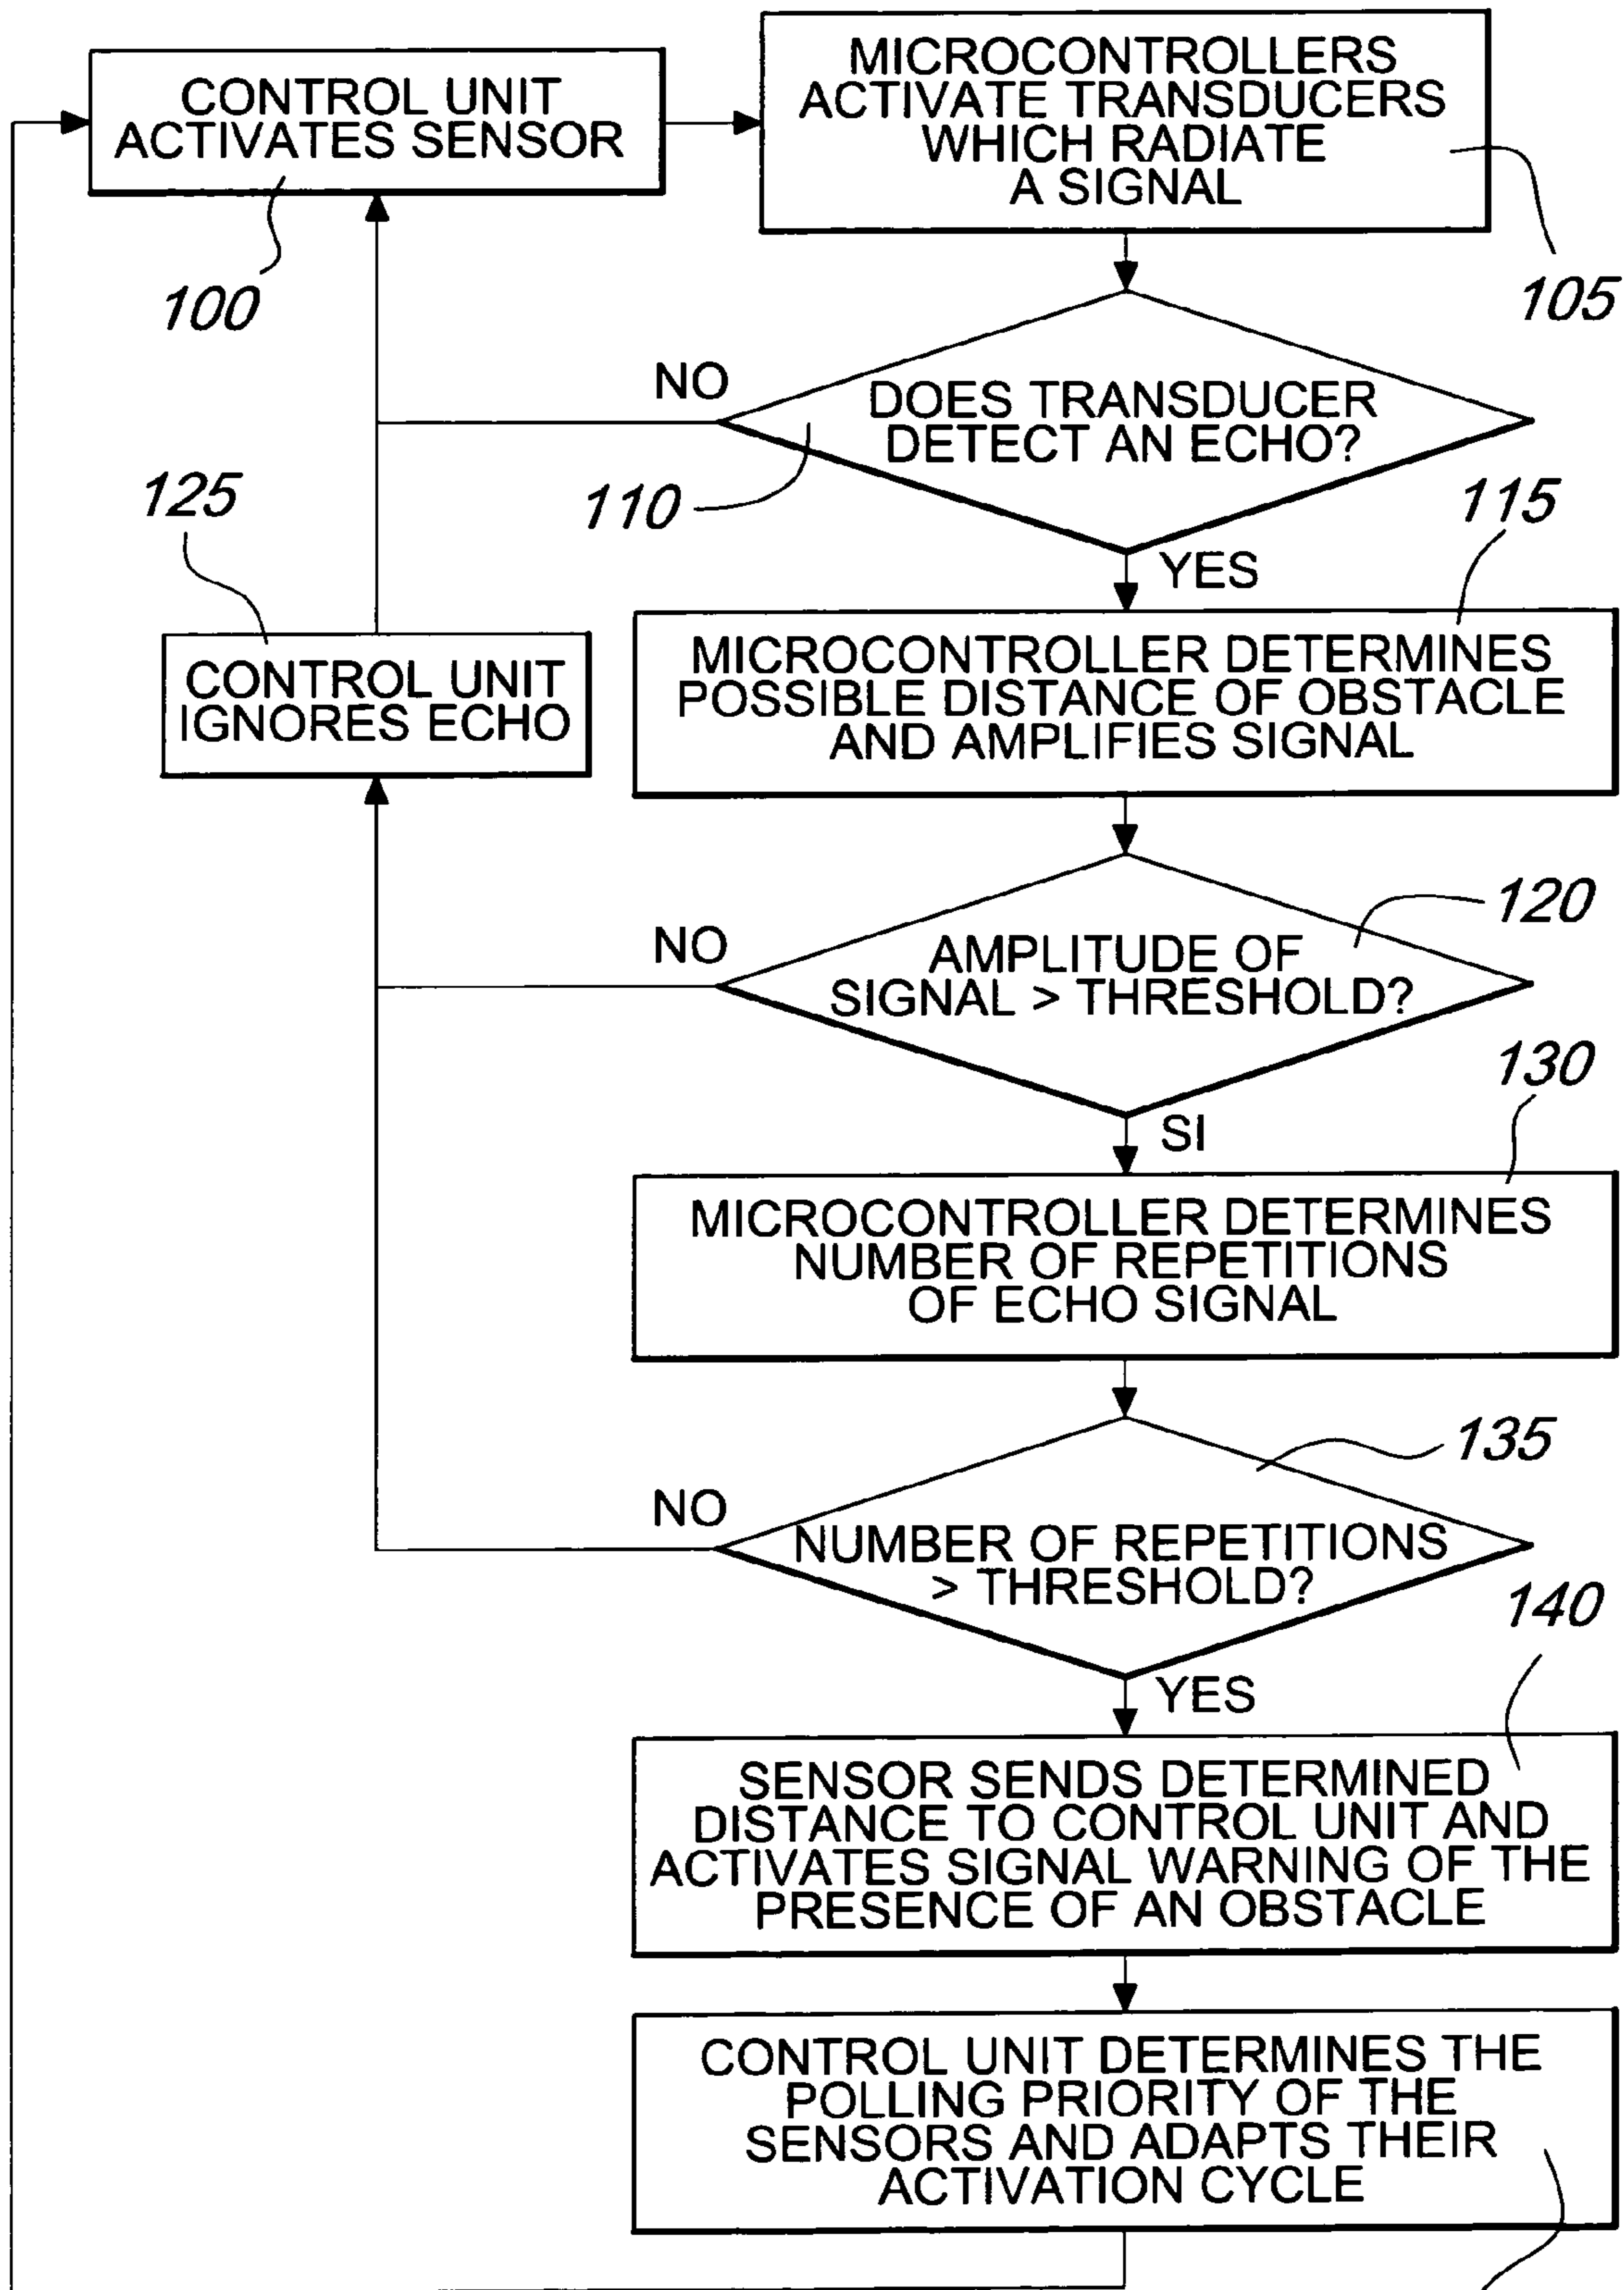 CONTROL UNIT
ACTIVATES SENSOR
100
MICROCONTROLLERS
ACTIVATE TRANSDUCERS
WHICH RADIATE
A SIGNAL
105
NO
DOES TRANSDUCER
DETECT AN ECHO?
110
YES
115
125
CONTROL UNIT
IGNORES ECHO
MICROCONTROLLER DETERMINES
POSSIBLE DISTANCE OF OBSTACLE
AND AMPLIFIES SIGNAL
120
NO
AMPLITUDE OF
SIGNAL > THRESHOLD?
SI
130
MICROCONTROLLER DETERMINES
NUMBER OF REPETITIONS
OF ECHO SIGNAL
135
NO
NUMBER OF REPETITIONS
> THRESHOLD?
YES
140
SENSOR SENDS DETERMINED
DISTANCE TO CONTROL UNIT AND
ACTIVATES SIGNAL WARNING OF THE
PRESENCE OF AN OBSTACLE
CONTROL UNIT DETERMINES THE
POLLING PRIORITY OF THE
SENSORS AND ADAPTS THEIR
ACTIVATION CYCLE